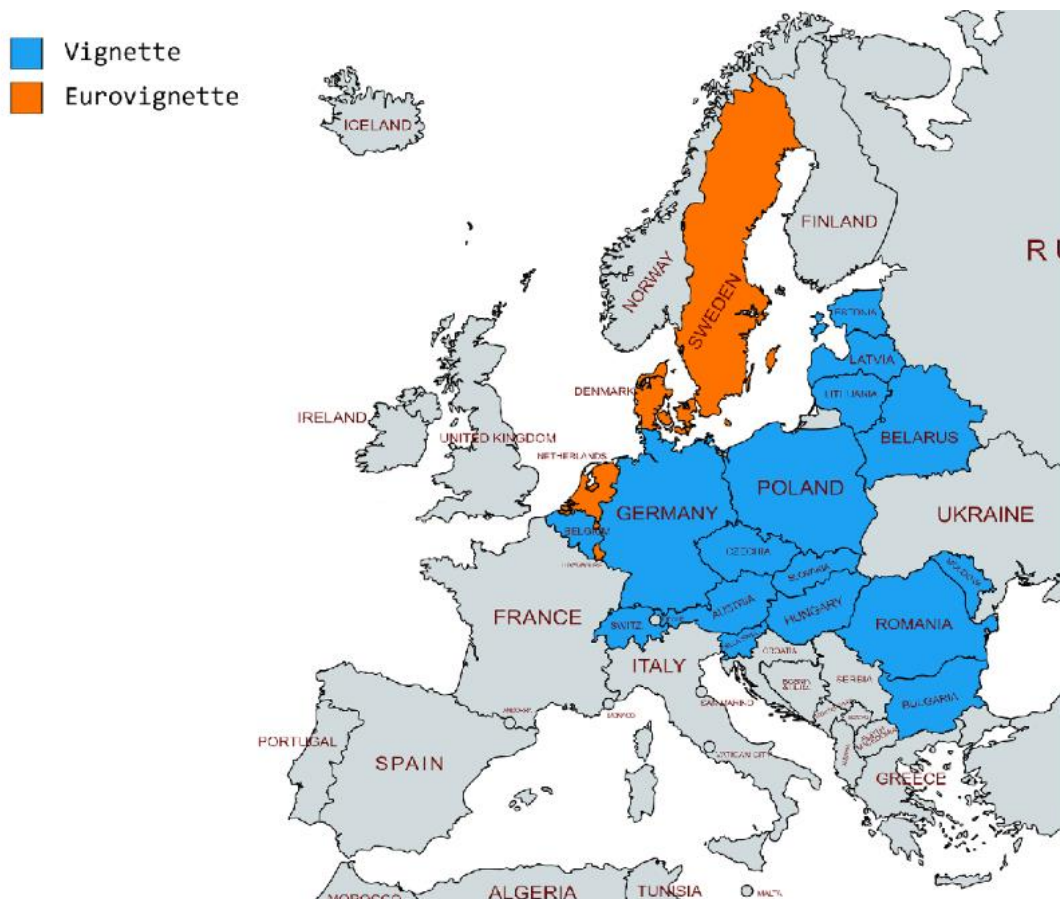 Vignette
Eurovignette
ICELAND
FINLAND
RU
NORWAY
SWEDEN
ESTONIA
LATVIA
DENMARK
LITHUANIA
IRELAND
UNITED KINGDOM
BELARUS
NETHERLANDS
POLAND
GERMANY
UKRAINE
BELGIUM
CZECHIA
SLOVAKIA
MOLDOVA
AUSTRIA
HUNGARY
FRANCE
SWITZ
ROMANIA
CROATIA
ITALY
SERBIA
SAN MARINO
BULGARIA
ANDORRA
MONACO
PORTUGAL
SPAIN
VATICAN CITY
GREECE
ALGERIA
TUNISIA
MALTA
MOROCCO